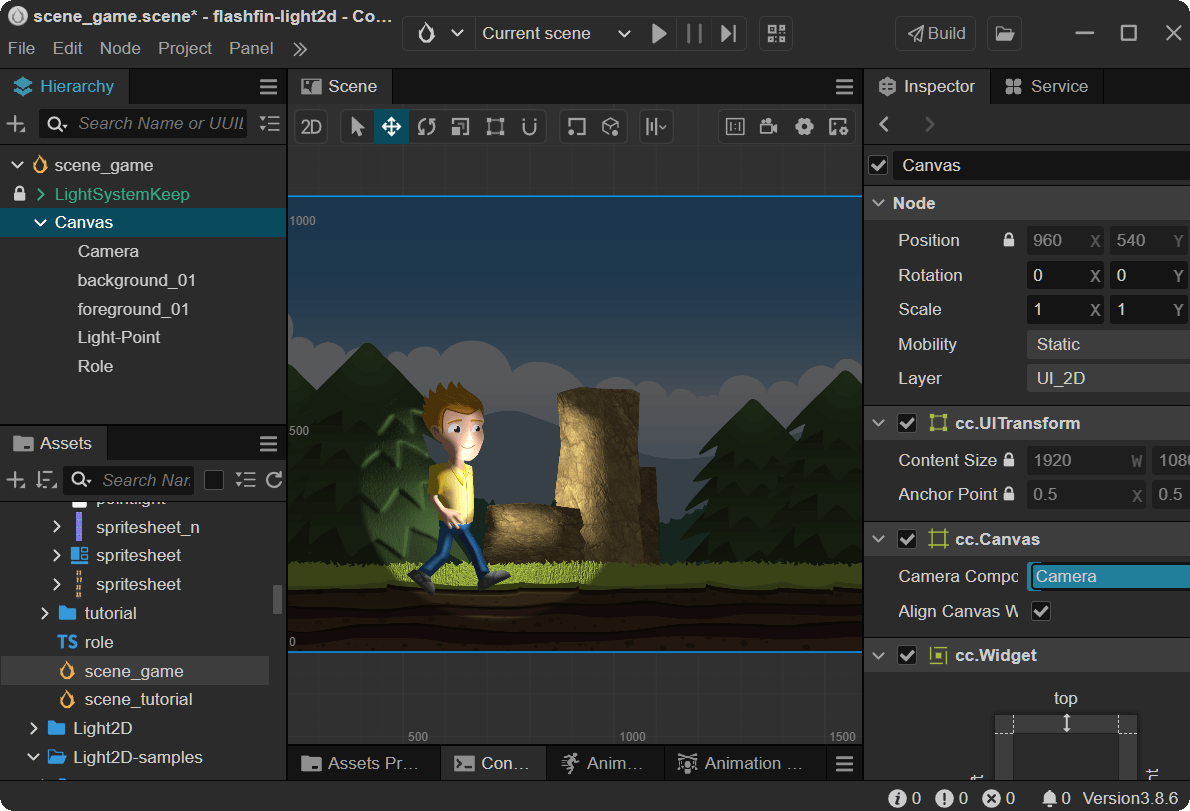 scene_game.scene* - flashfin-light2d - Co...
File Edit Node Project Panel
Current scene
Build
Hierarchy
Search Name or UUI
scene_game
LightSystemKeep
Canvas
Camera
background_01
foreground_01
Light-Point
Role
Assets
Search Nar
pointlight
spritesheet_n
spritesheet
spritesheet
tutorial
TS role
scene_game
scene_tutorial
Light2D
Light2D-samples
Scene
2D
1000
500
0
500 1000 1500
Assets Pr... Con... Anim... Animation ...
Inspector Service
Canvas
Node
Position 960 X 540 Y
Rotation 0 X 0 Y
Scale 1 X 1 Y
Mobility Static
Layer UI_2D
cc.UITransform
Content Size 1920 W 1080
Anchor Point 0.5 X 0.5
cc.Canvas
Camera Compo Camera
Align Canvas W
cc.Widget
top
0 0 0 0 Version3.8.6